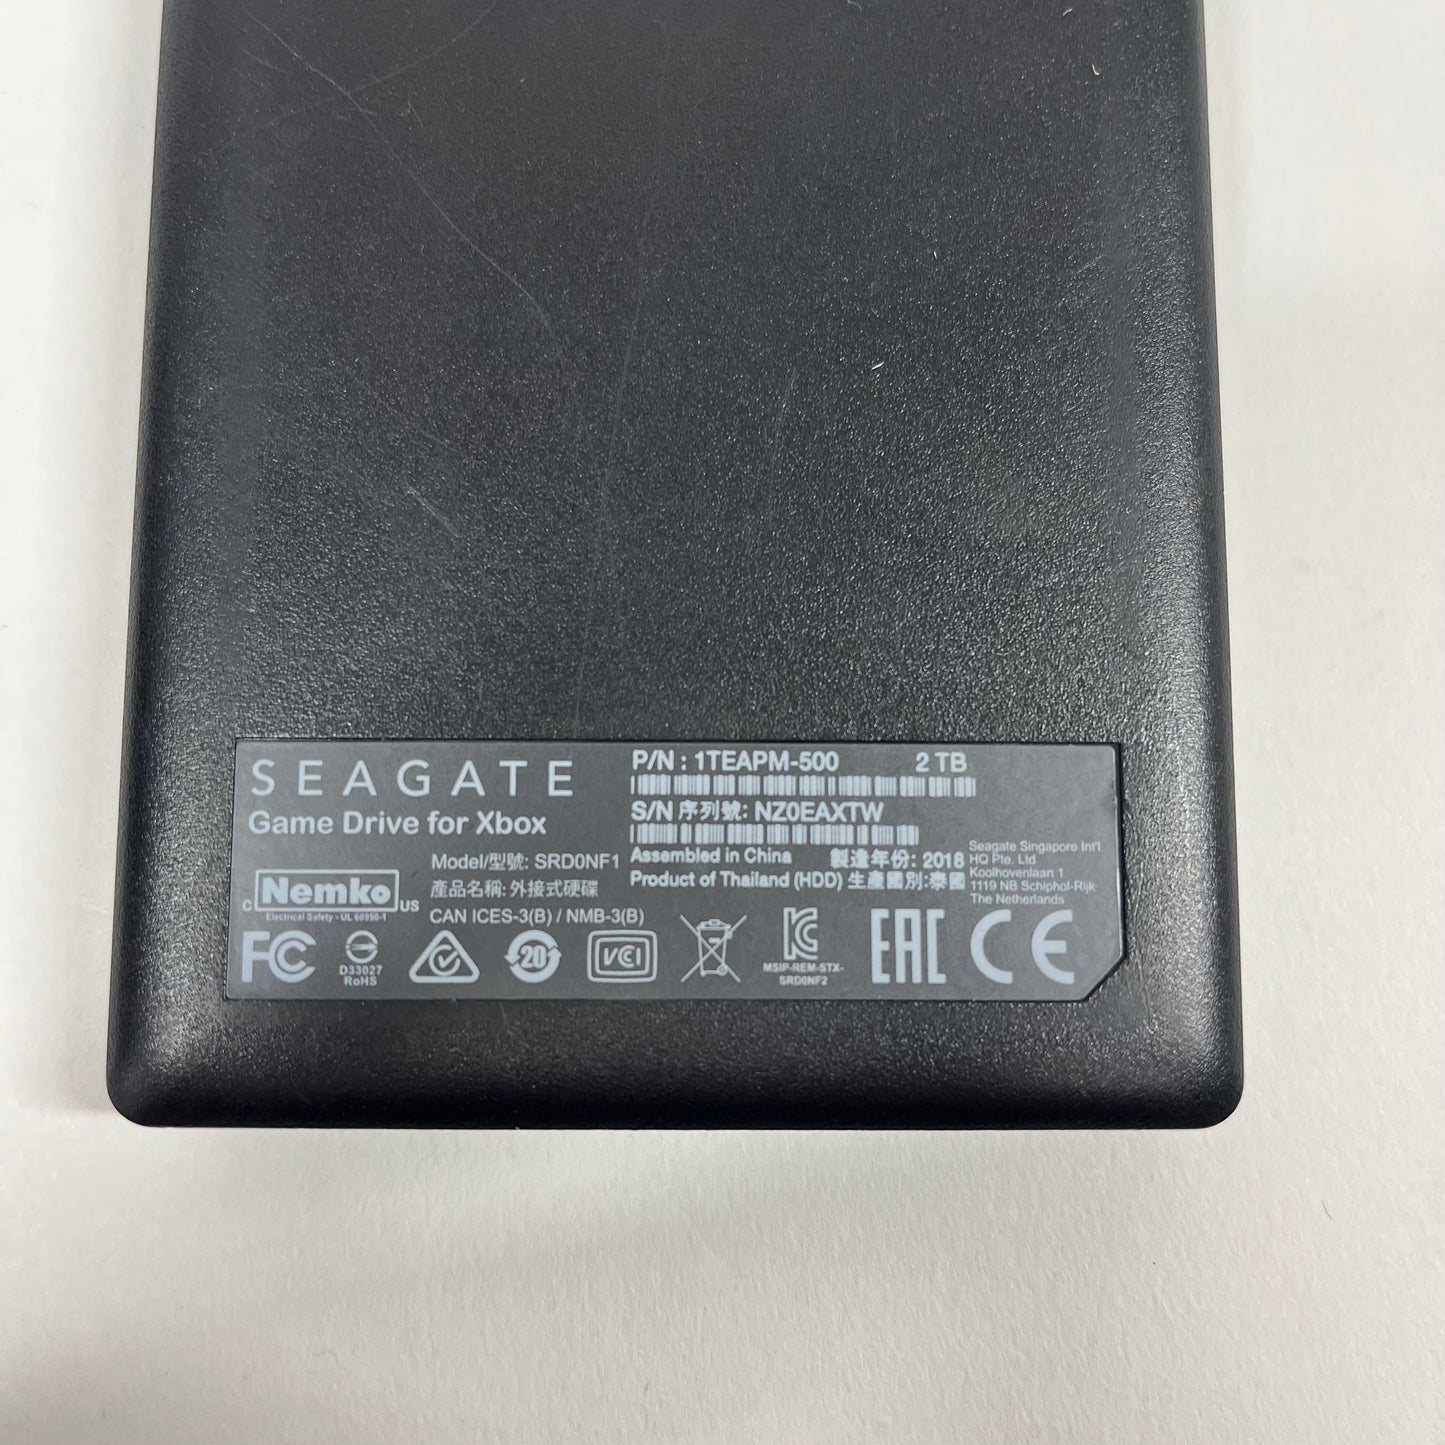 SEAGATE
Game Drive for Xbox
P/N : 1TEAPM-500 2 TB
S/N 序列號: NZ0EAXTW
Model/型號: SRD0NF1
產品名稱: 外接式硬碟
CAN ICES-3(B) / NMB-3(B)
Assembled in China 製造年份: 2018
Product of Thailand (HDD) 生產國別:泰國
Seagate Singapore Int'l
HQ Pte. Ltd
Koolhovenlaan 1
1119 NB Schiphol-Rijk
The Netherlands
c Nemko us
Electrical Safety - UL 60950-1
FC
D33027
RoHS
20
VCI
MSIP-REM-STX-
SRD0NF2
EAC
CE